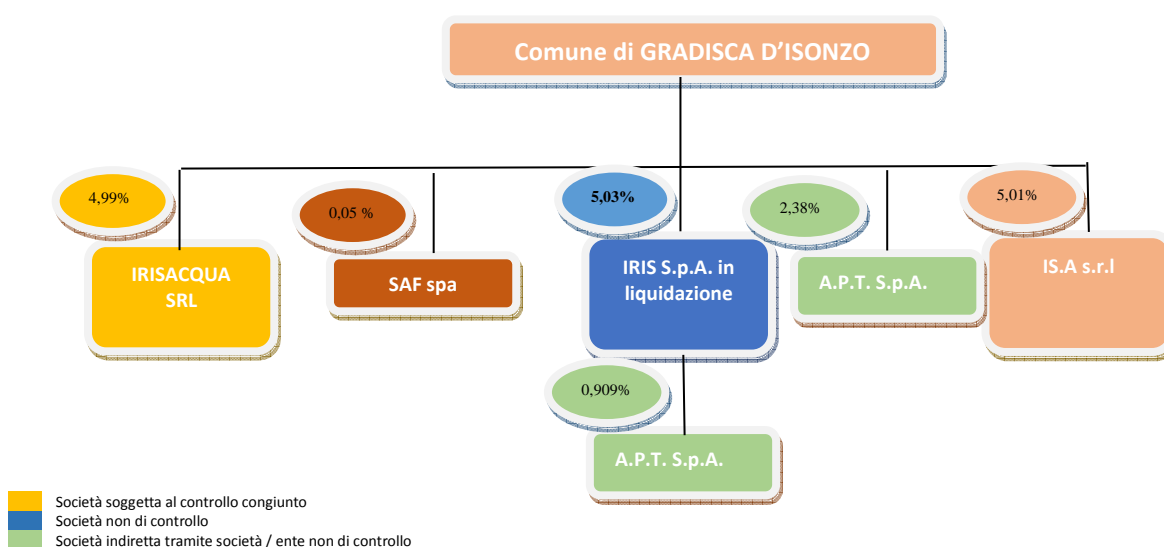 Comune di GRADISCA D'ISONZO
4,99%
0,05 %
5,03%
2,38%
5,01%
IRISACQUA
SRL
SAF spa
IRIS S.p.A. in
liquidazione
A.P.T. S.p.A.
IS.A s.r.l
0,909%
A.P.T. S.p.A.
Società soggetta al controllo congiunto
Società non di controllo
Società indiretta tramite società / ente non di controllo